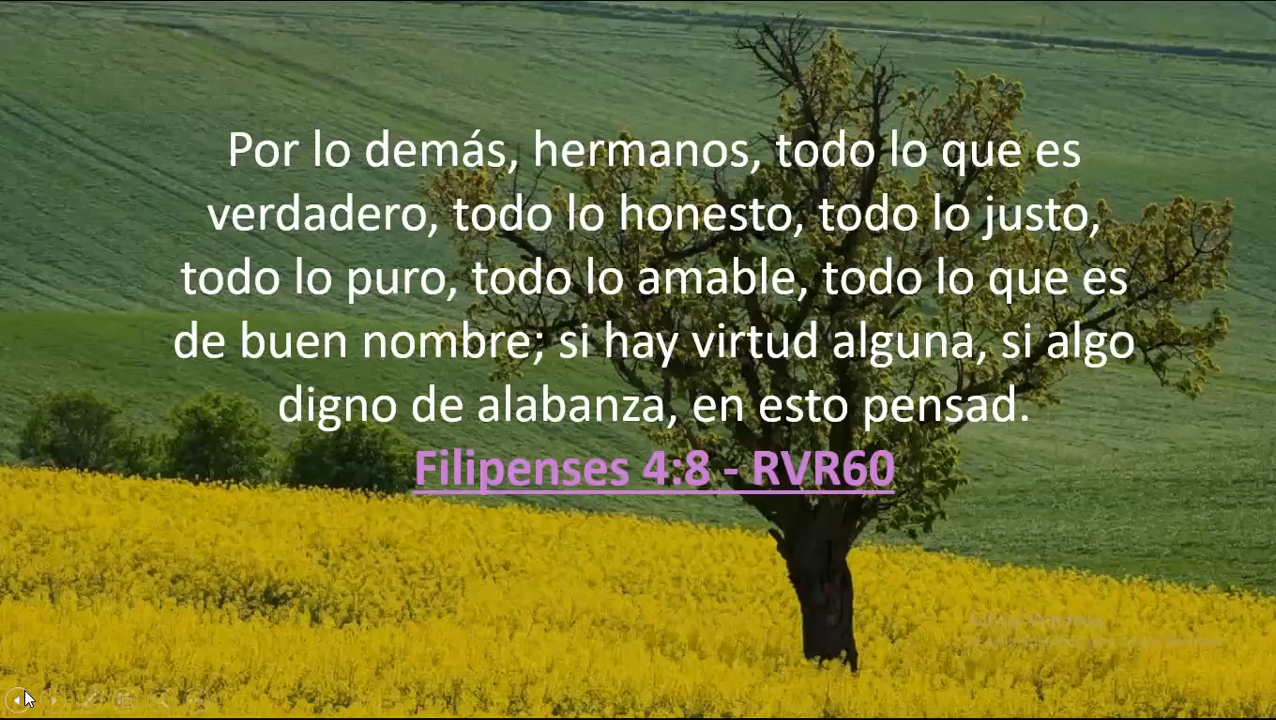 Por lo demás, hermanos, todo lo que es
verdadero, todo lo honesto, todo lo justo,
todo lo puro, todo lo amable, todo lo que es
de buen nombre; si hay virtud alguna, si algo
digno de alabanza, en esto pensad.
Filipenses 4:8 - RVR60